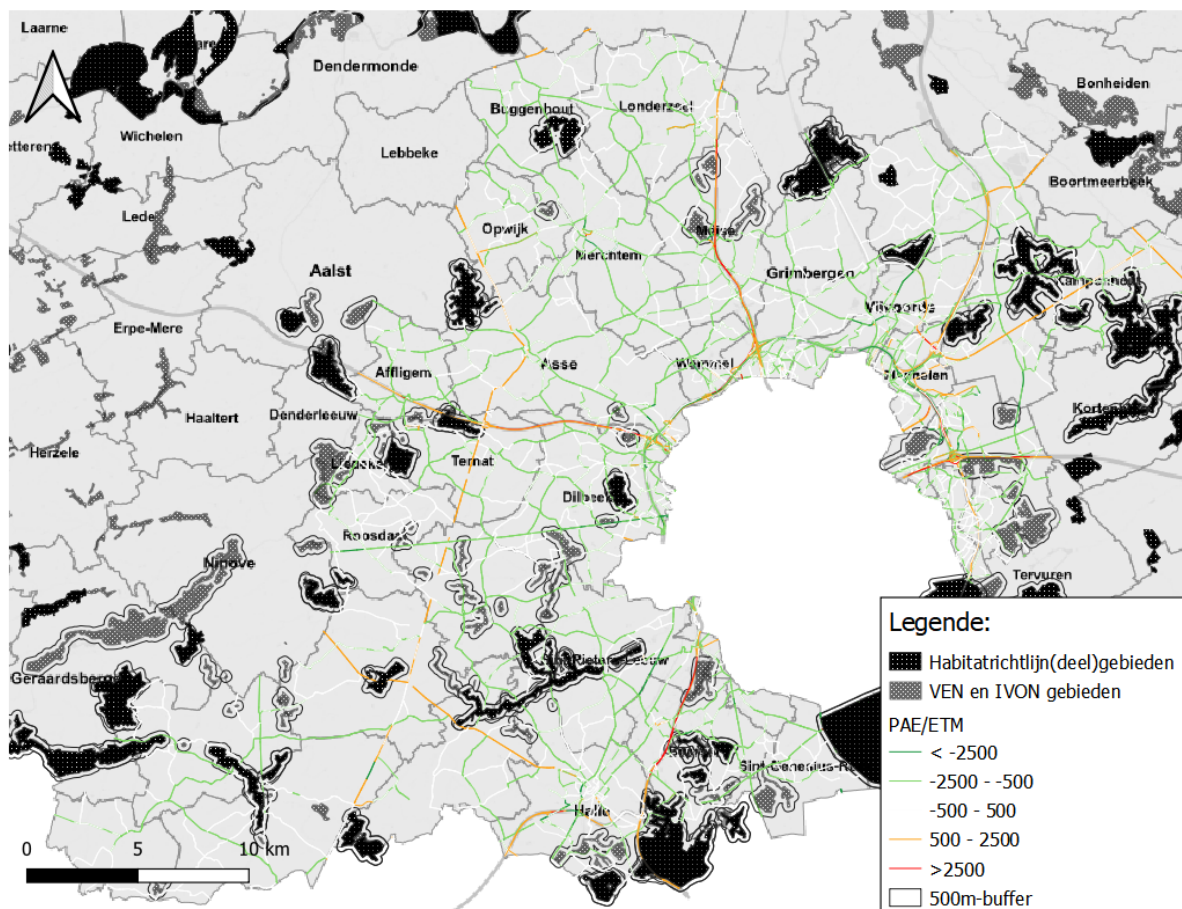 Laarne
Dendermonde
Bonheiden
Buggenhout
Londerzeel
Wichelen
Lebbeke
Boortmeerbeek
Lede
Opwijk
Meise
Merchtem
Grimbergen
Aalst
Vilvoorde
Erpe-Mere
Asse
Wemmel
Affligem
Haaltert
Denderleeuw
Herzele
Ternat
Dilbeek
Roosdaal
Ninove
Tervuren
Geraardsbergen
Halle
0 5 10 km
Legende:
Habitatrichtlijn(deel)gebieden
VEN en IVON gebieden
PAE/ETM
< -2500
-2500 - -500
-500 - 500
500 - 2500
>2500
500m-buffer